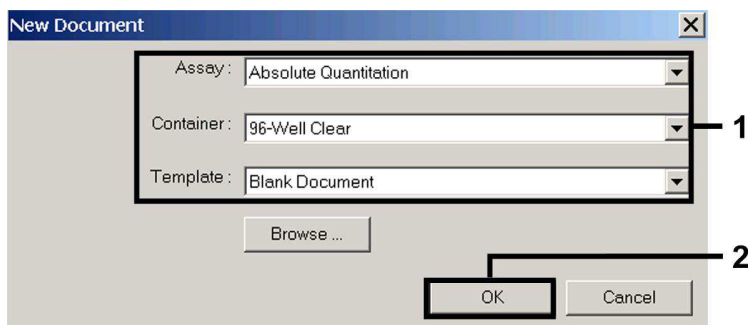 New Document
Assay: Absolute Quantitation
Container: 96-Well Clear
1
Template: Blank Document
Browse ...
2
OK Cancel